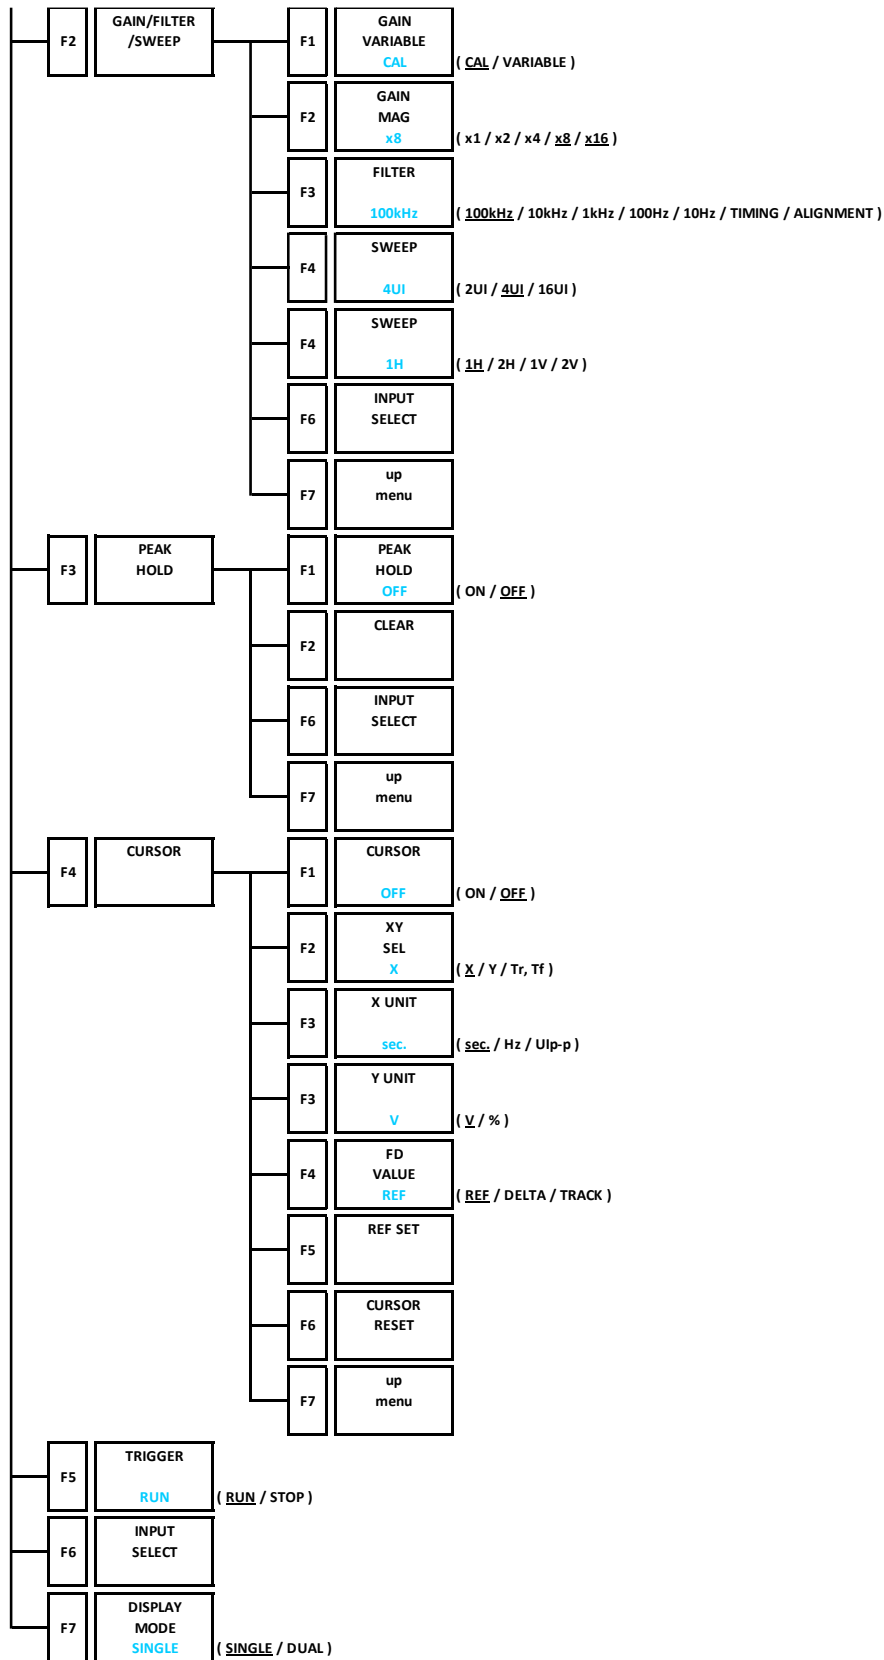 F2
GAIN/FILTER
/SWEEP
F1
GAIN
VARIABLE
CAL
( CAL / VARIABLE )
F2
GAIN
MAG
x8
( x1 / x2 / x4 / x8 / x16 )
F3
FILTER
100kHz
( 100kHz / 10kHz / 1kHz / 100Hz / 10Hz / TIMING / ALIGNMENT )
F4
SWEEP
4UI
( 2UI / 4UI / 16UI )
F4
SWEEP
1H
( 1H / 2H / 1V / 2V )
F6
INPUT
SELECT
F7
up
menu
F3
PEAK
HOLD
F1
PEAK
HOLD
OFF
( ON / OFF )
F2
CLEAR
F6
INPUT
SELECT
F7
up
menu
F4
CURSOR
F1
CURSOR
OFF
( ON / OFF )
F2
XY
SEL
X
( X / Y / Tr, Tf )
F3
X UNIT
sec.
( sec. / Hz / UIp-p )
F3
Y UNIT
V
( V / % )
F4
FD
VALUE
REF
( REF / DELTA / TRACK )
F5
REF SET
F6
CURSOR
RESET
F7
up
menu
F5
TRIGGER
RUN
( RUN / STOP )
F6
INPUT
SELECT
F7
DISPLAY
MODE
SINGLE
( SINGLE / DUAL )